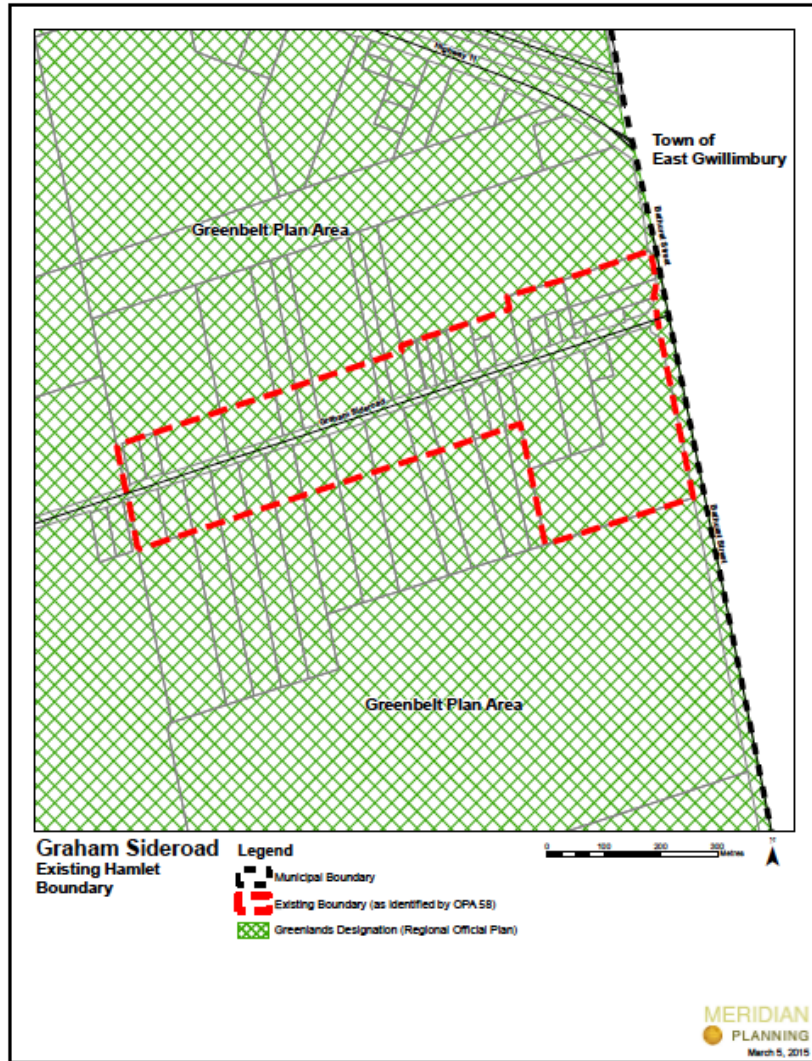 Highway 11
Town of
East Gwillimbury
Greenbelt Plan Area
Bathurst Street
Graham Sideroad
Bathurst Street
Greenbelt Plan Area
Graham Sideroad
Existing Hamlet
Boundary
Legend
Municipal Boundary
Existing Boundary (as identified by OPA 58)
Greenlands Designation (Regional Official Plan)
0 100 200 300
Metres
N
MERIDIAN
PLANNING
March 5, 2015